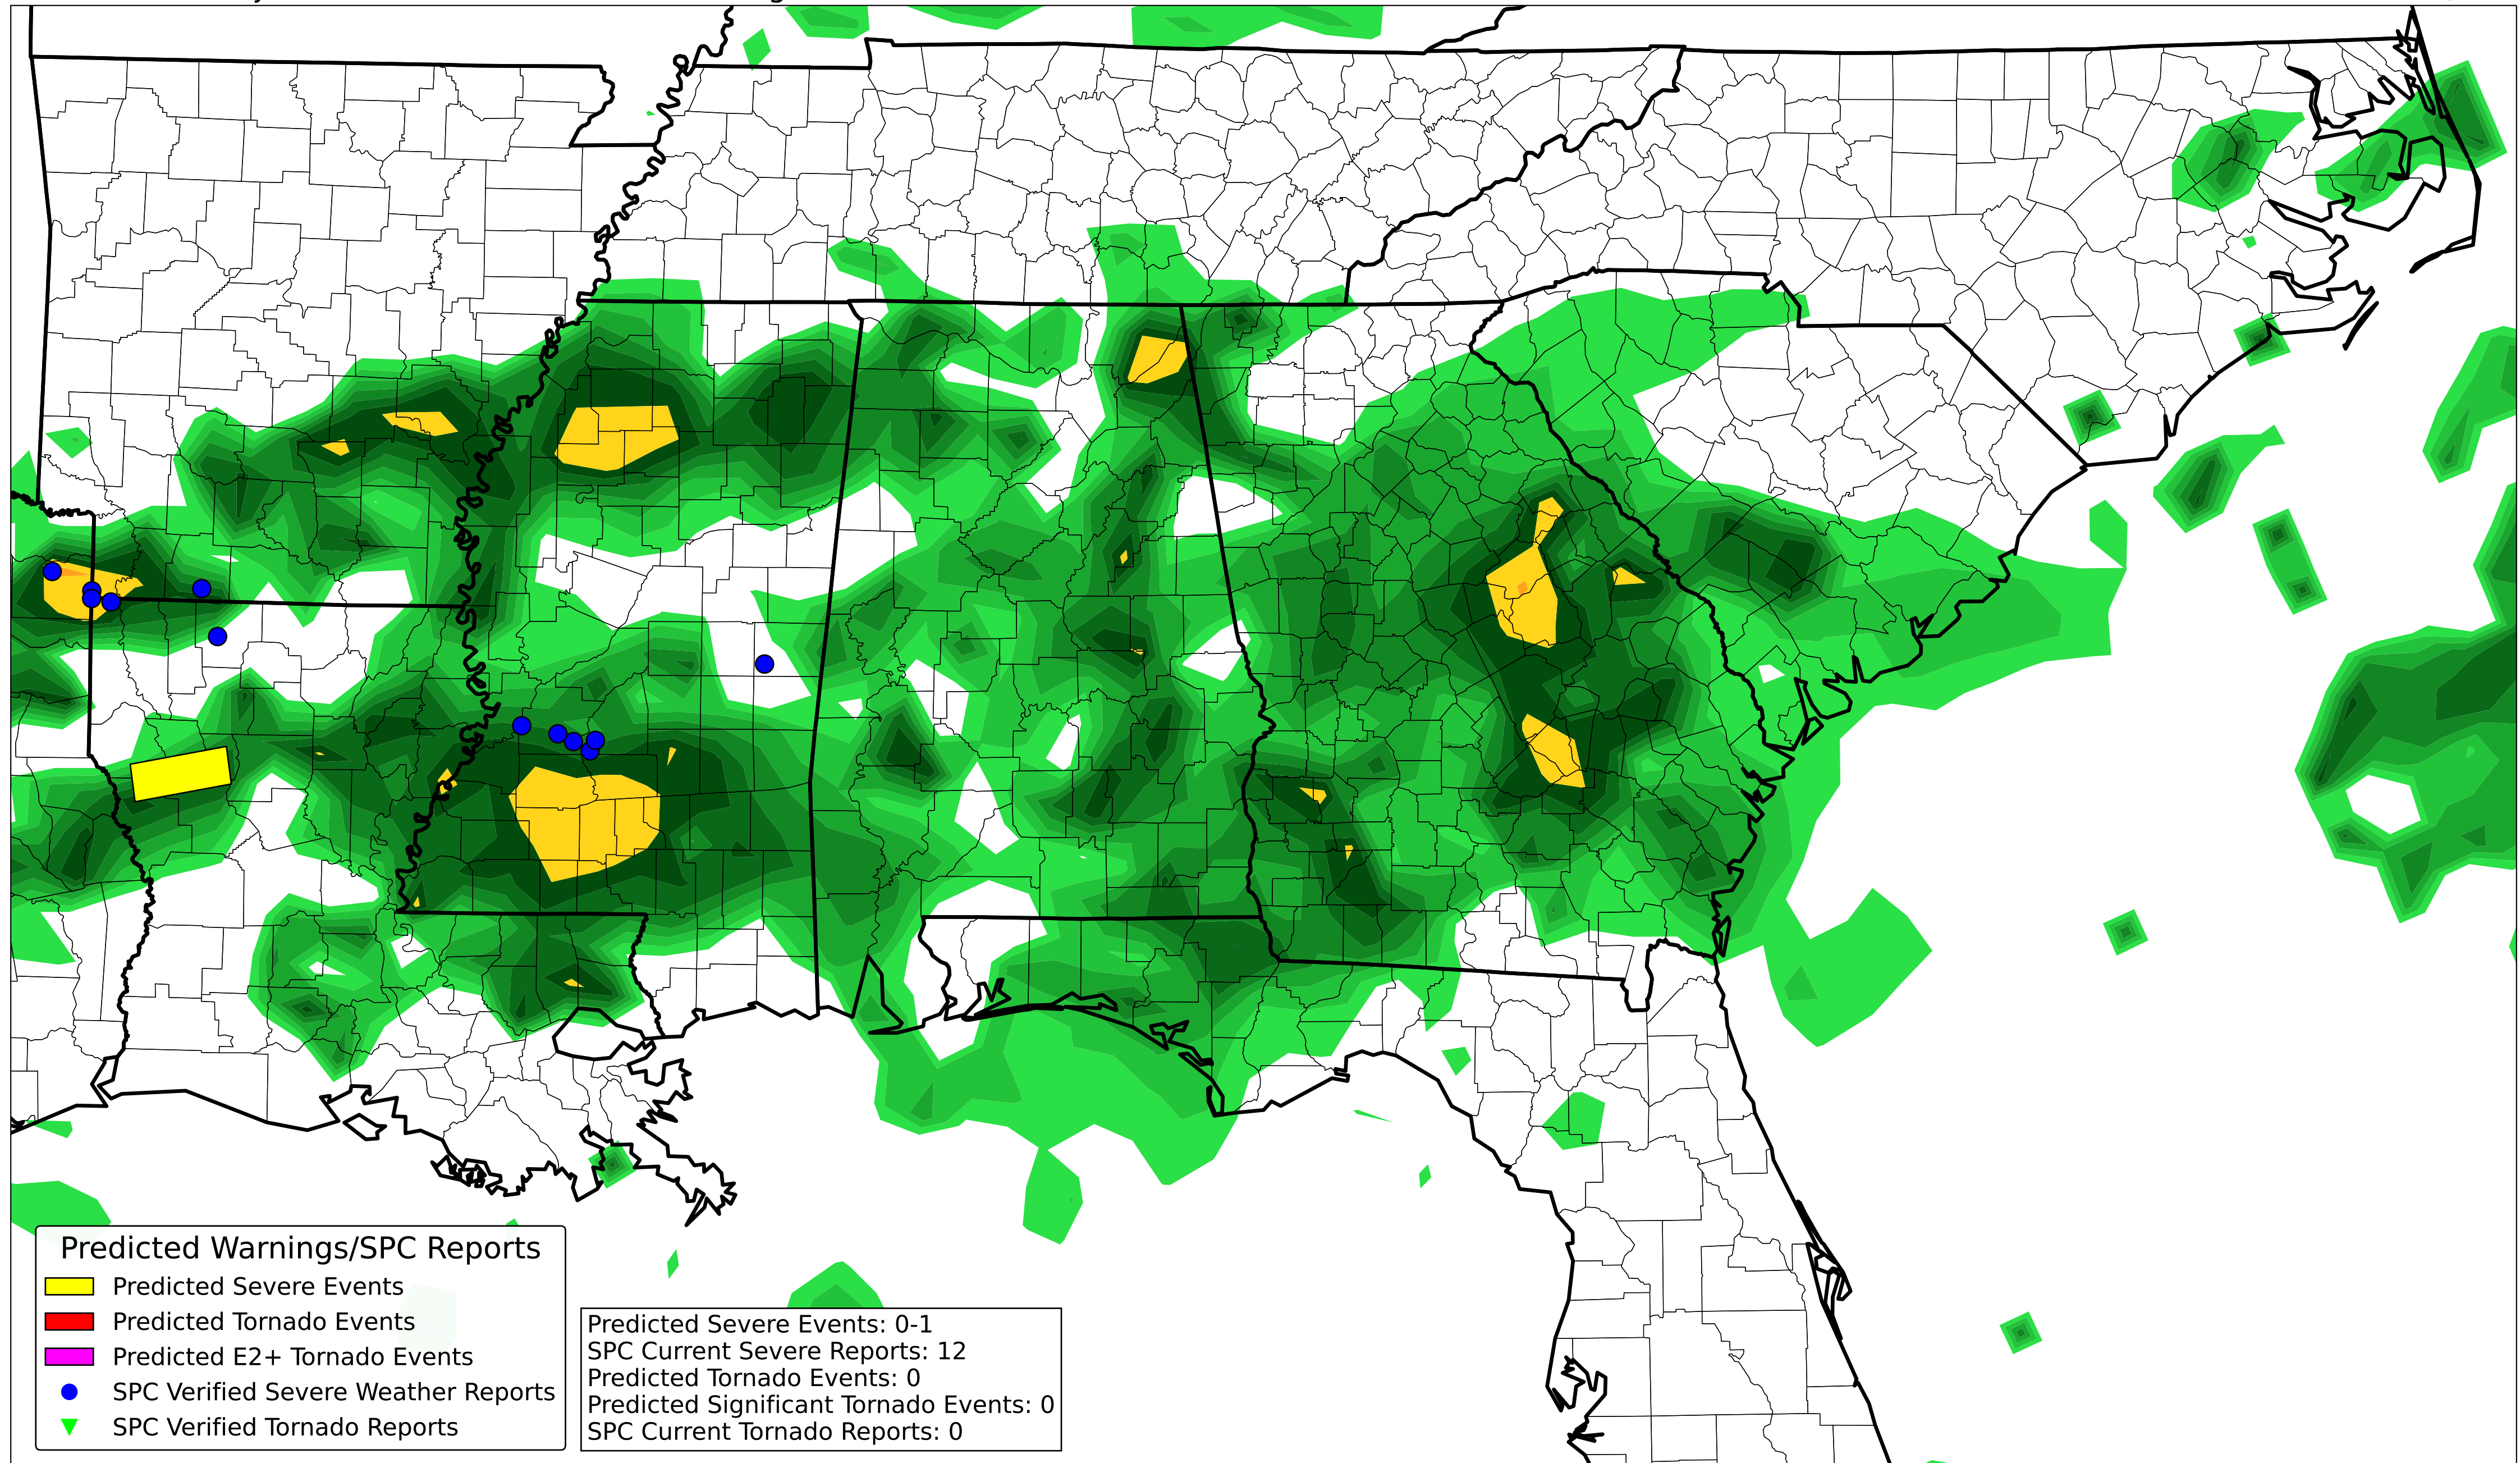 Predicted Warnings/SPC Reports
Predicted Severe Events
Predicted Tornado Events
Predicted E2+ Tornado Events
SPC Verified Severe Weather Reports
SPC Verified Tornado Reports
Predicted Severe Events: 0-1
SPC Current Severe Reports: 12
Predicted Tornado Events: 0
Predicted Significant Tornado Events: 0
SPC Current Tornado Reports: 0